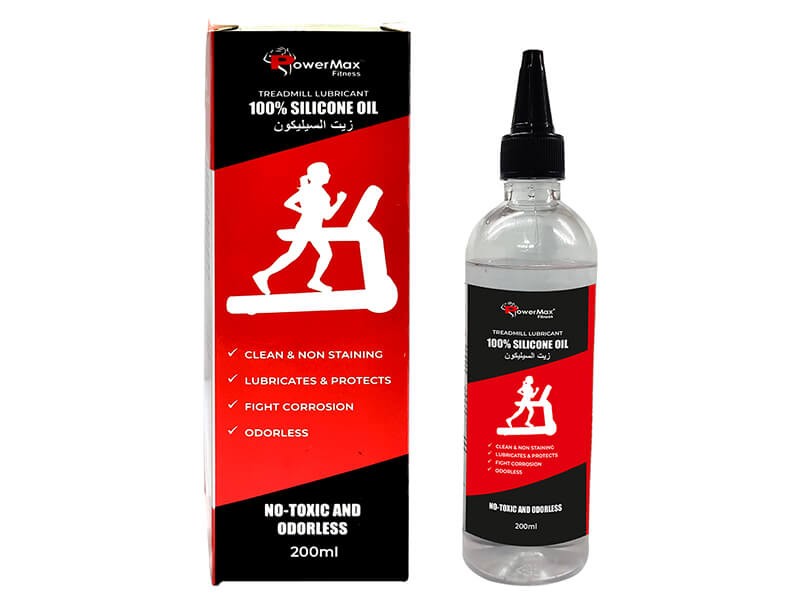 PowerMax
Fitness
TREADMILL LUBRICANT
100% SILICONE OIL
زيت السيليكون
CLEAN & NON STAINING
LUBRICATES & PROTECTS
FIGHT CORROSION
ODORLESS
NO-TOXIC AND
ODORLESS
200ml
PowerMax
Fitness
TREADMILL LUBRICANT
100% SILICONE OIL
زيت السيليكون
CLEAN & NON STAINING
LUBRICATES & PROTECTS
FIGHT CORROSION
ODORLESS
NO-TOXIC AND ODORLESS
200ml